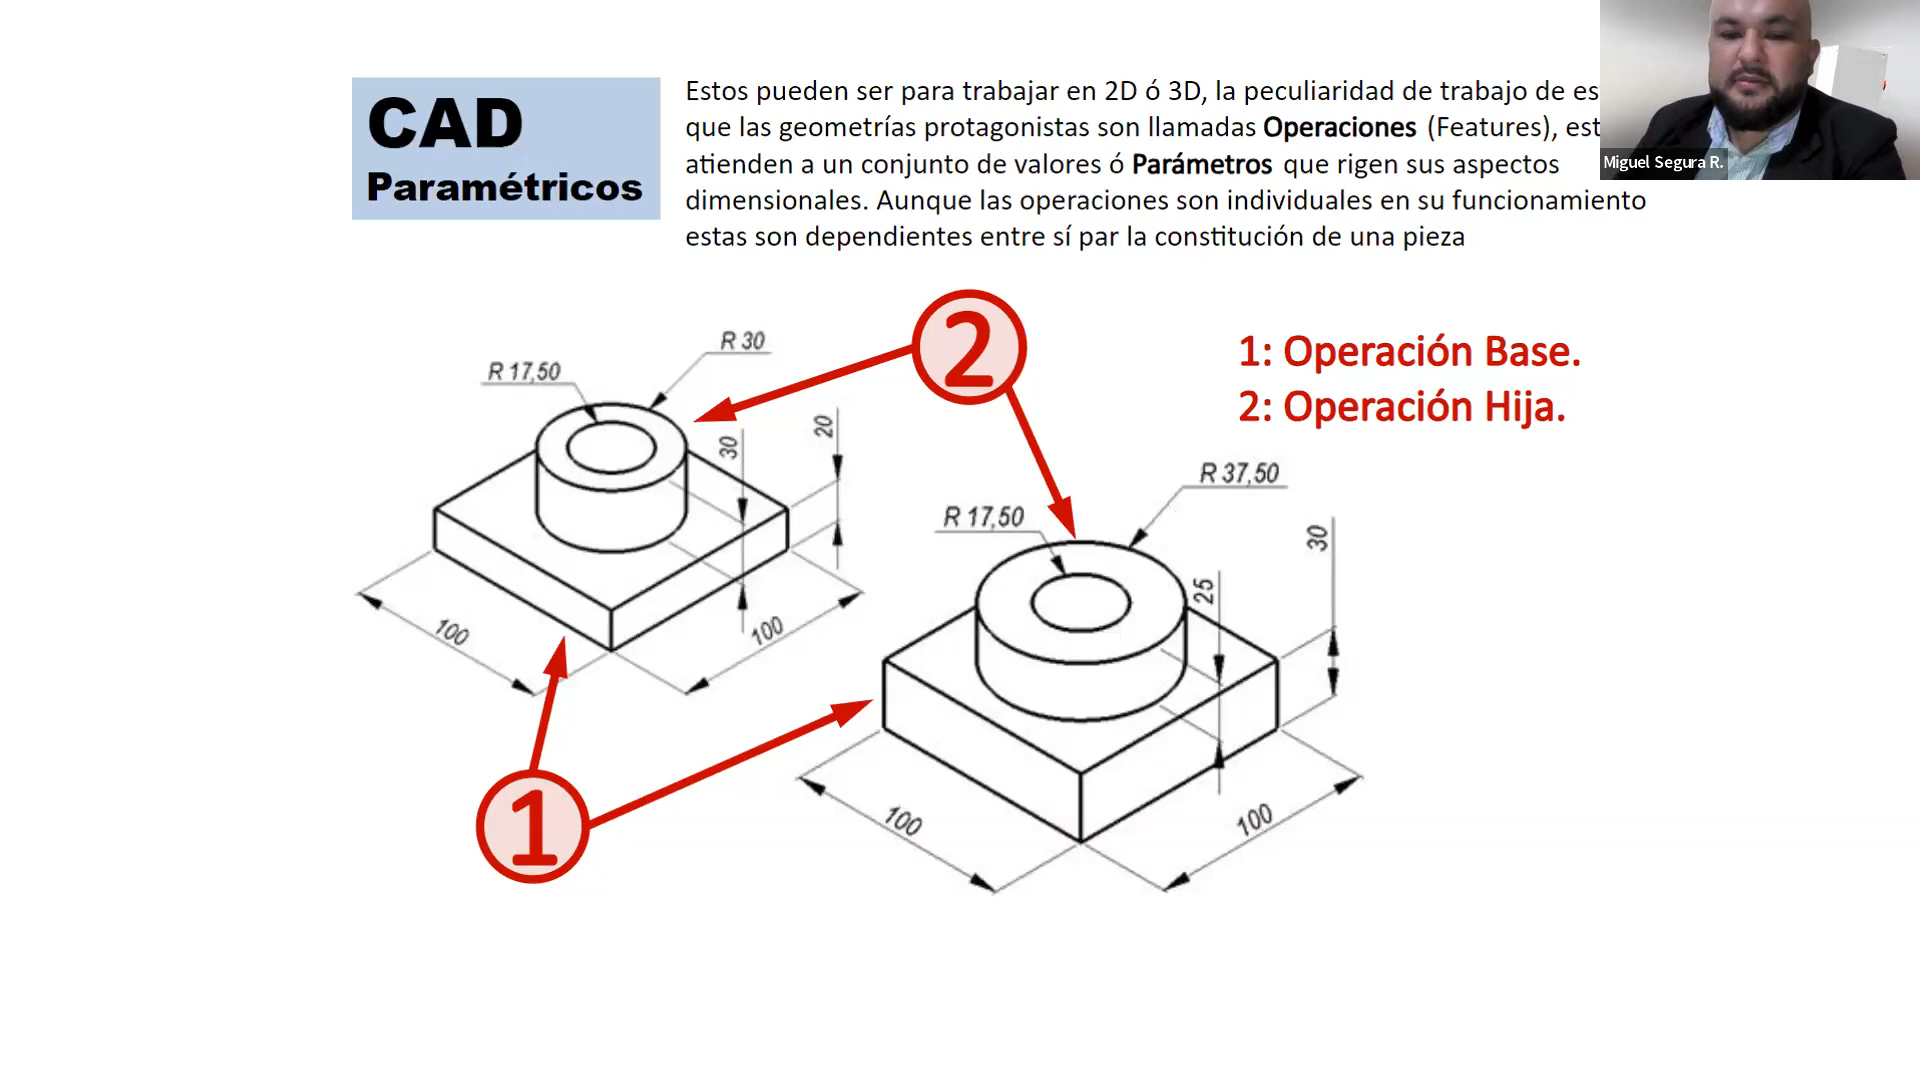 CAD
Paramétricos
Estos pueden ser para trabajar en 2D ó 3D, la peculiaridad de trabajo de
que las geometrías protagonistas son llamadas Operaciones (Features),
atienden a un conjunto de valores ó Parámetros que rigen sus aspectos
dimensionales. Aunque las operaciones son individuales en su funcionamiento
estas son dependientes entre sí par la constitución de una pieza
Miguel Segura R.
1: Operación Base.
2: Operación Hija.
2
R 30
R 17,50
30
20
100
100
R 37,50
R 17,50
25
30
100
100
1